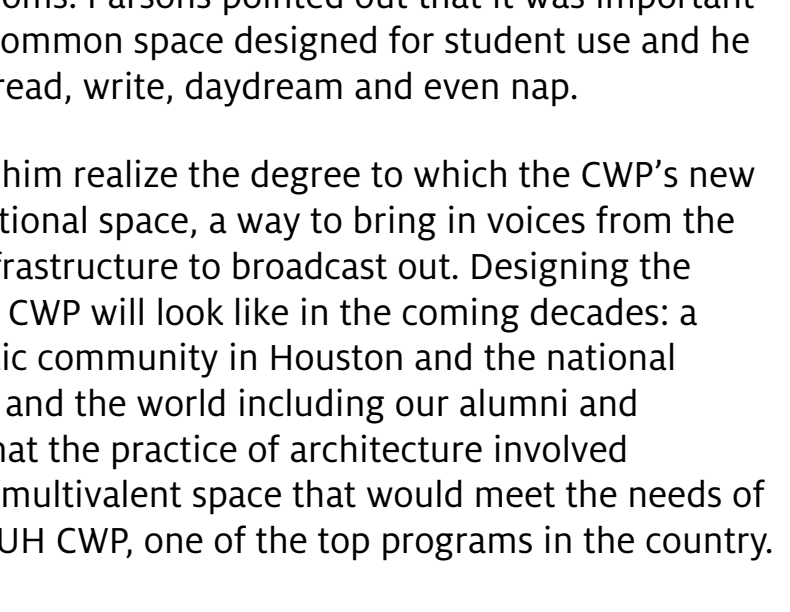 Parsons pointed out that it was important
common space designed for student use and he
read, write, daydream and even nap.
him realize the degree to which the CWP’s new
tional space, a way to bring in voices from the
frastructure to broadcast out. Designing the
CWP will look like in the coming decades: a
ic community in Houston and the national
and the world including our alumni and
hat the practice of architecture involved
multivalent space that would meet the needs of
UH CWP, one of the top programs in the country.